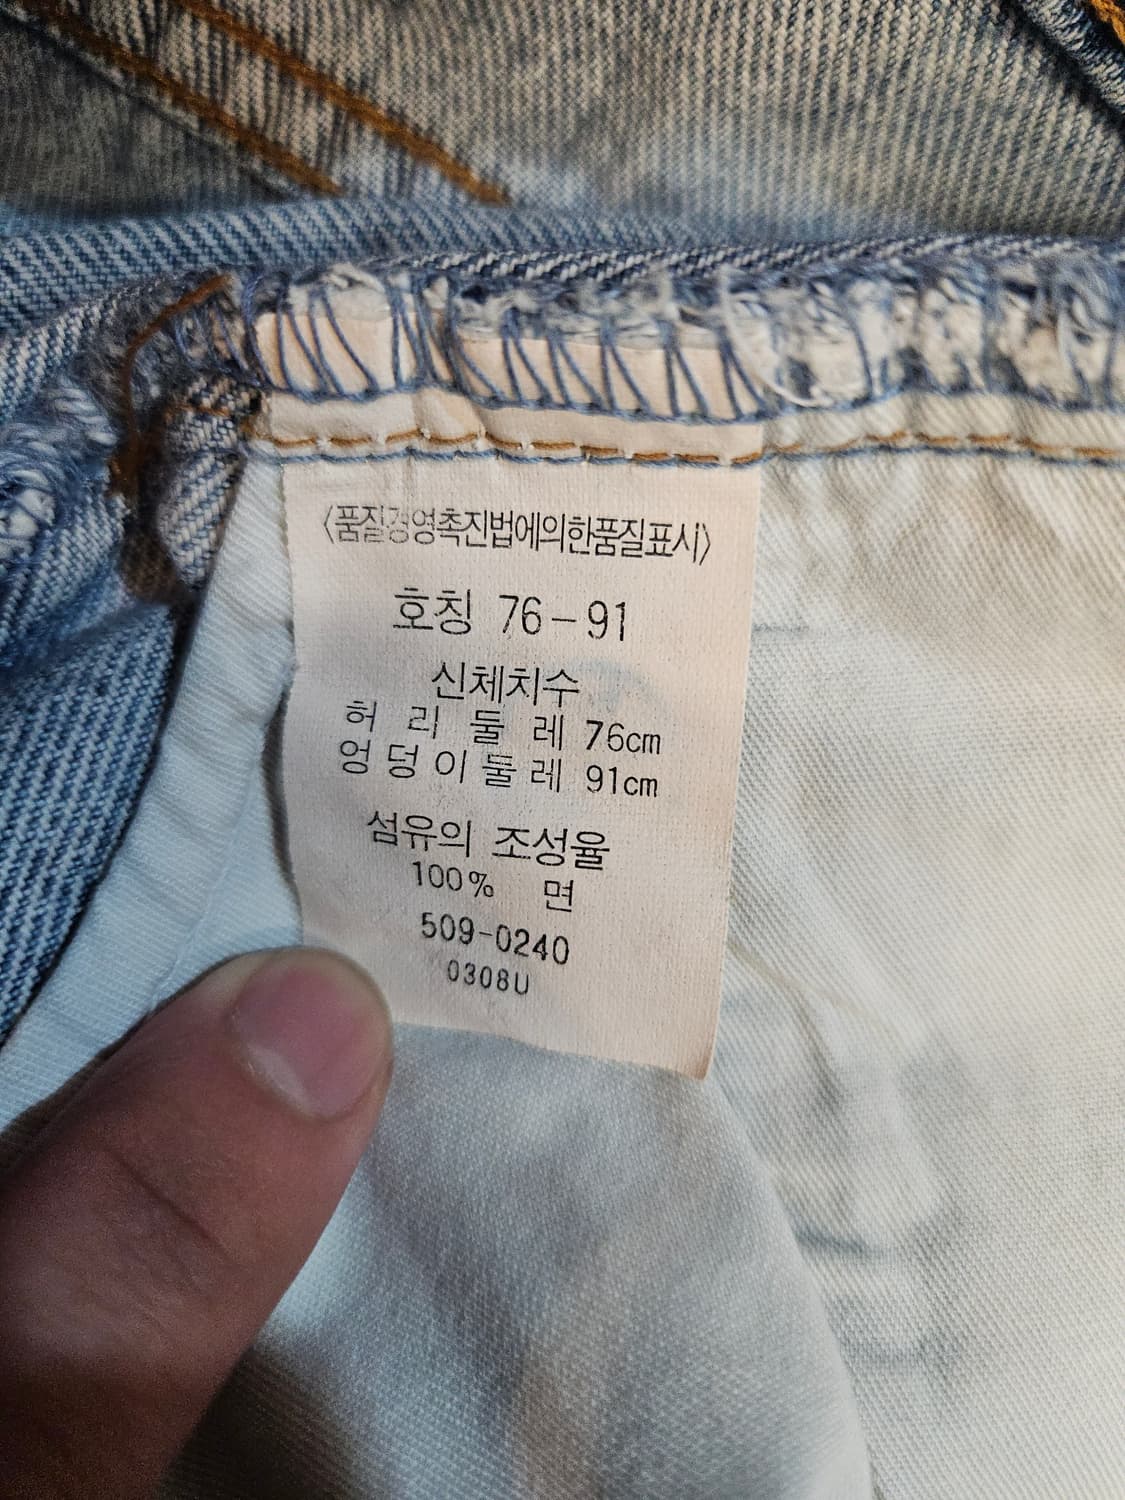 〈품질경영촉진법에의한품질표시〉
호칭 76-91
신체치수
허 리 둘 레 76cm
엉덩이둘레 91cm
섬유의 조성율
100% 면
509-0240
0308U